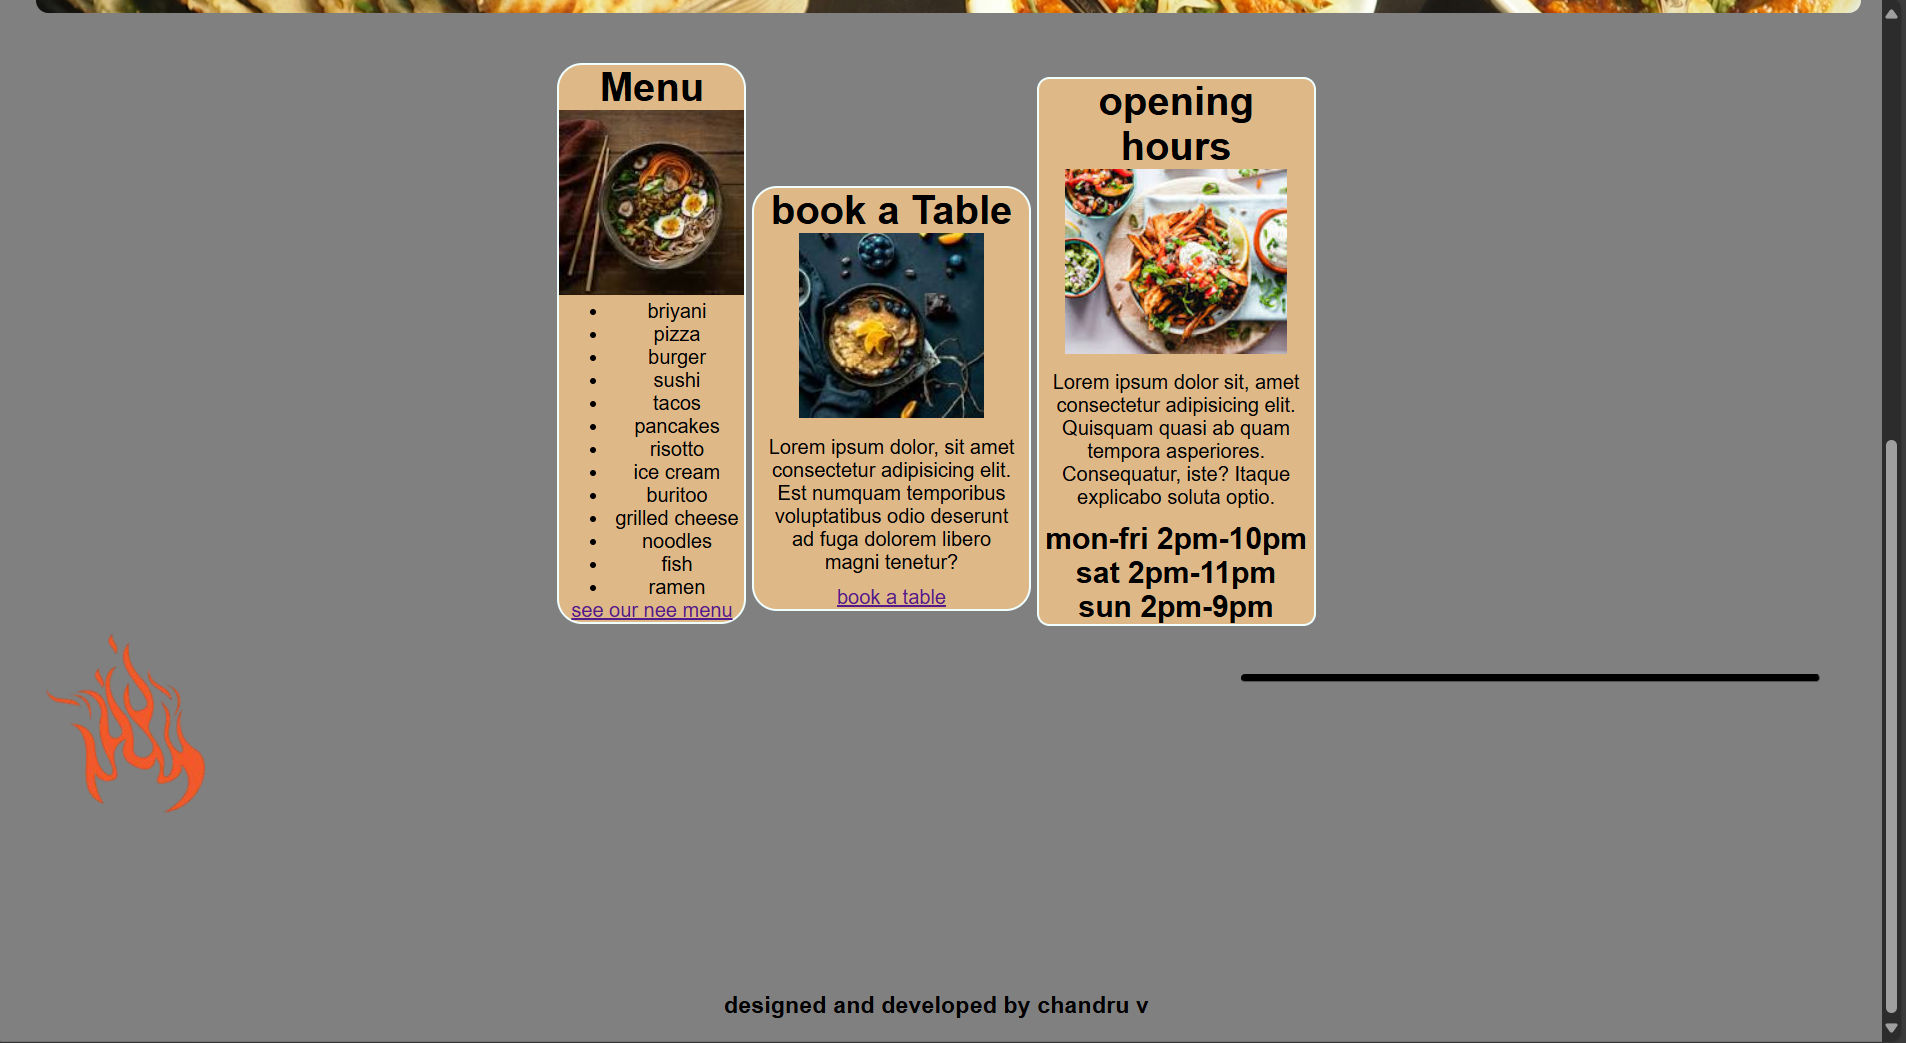 Menu
briyani
pizza
burger
sushi
tacos
pancakes
risotto
ice cream
buritoo
grilled cheese
noodles
fish
ramen
see our nee menu
book a Table
Lorem ipsum dolor, sit amet
consectetur adipisicing elit.
Est numquam temporibus
voluptatibus odio deserunt
ad fuga dolorem libero
magni tenetur?
book a table
opening
hours
Lorem ipsum dolor sit, amet
consectetur adipisicing elit.
Quisquam quasi ab quam
tempora asperiores.
Consequatur, iste? Itaque
explicabo soluta optio.
mon-fri 2pm-10pm
sat 2pm-11pm
sun 2pm-9pm
designed and developed by chandru v